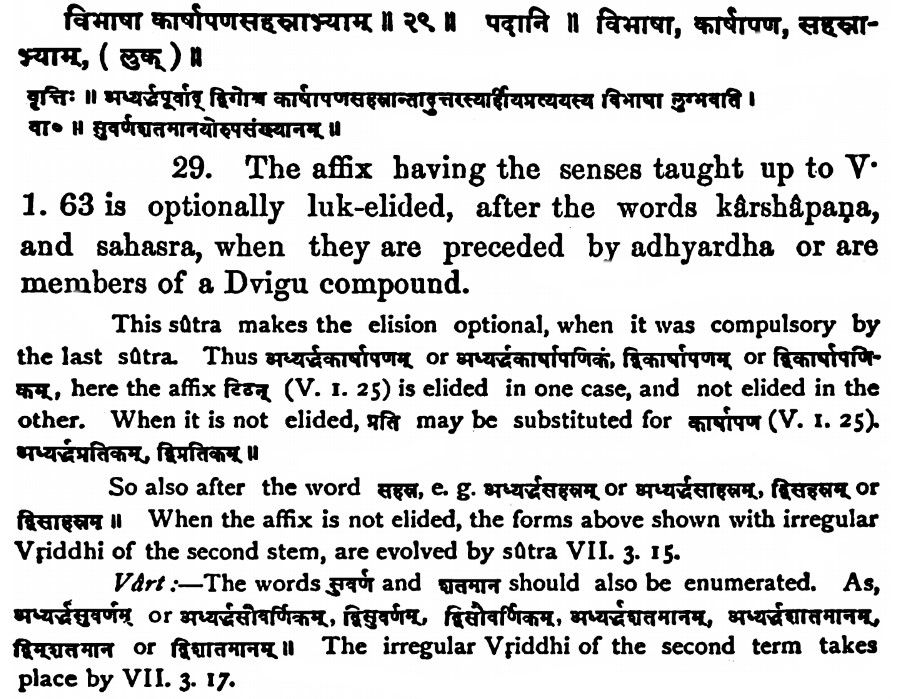 विभाषा कार्षापणसहस्राभ्याम् ॥ २९ ॥ पदानि ॥ विभाषा, कार्षापण, सहस्रा-
भ्याम्, ( लुक् ) ॥
वृत्तिः ॥ अध्यर्द्धपूर्वाद् द्विगोश्च कार्षापणसहस्रान्तादुत्तरस्यार्हीयप्रत्ययस्य विभाषा लुग्भवति ।
वा० ॥ सुवर्णशतमानयोरुपसंख्यानम् ॥
29. The affix having the senses taught up to V.
1. 63 is optionally luk-elided, after the words kârshâpaṇa,
and sahasra, when they are preceded by adhyardha or are
members of a Dvigu compound.
This sûtra makes the elision optional, when it was compulsory by
the last sûtra. Thus अध्यर्द्धकार्षापणम् or अध्यर्द्धकार्षापणिकं, द्विकार्षापणम् or द्विकार्षापणि-
कम्, here the affix टिठन् (V. 1. 25) is elided in one case, and not elided in the
other. When it is not elided, प्रति may be substituted for कार्षापण (V. 1. 25).
अध्यर्द्धप्रतिकम्, द्विप्रतिकम् ॥
So also after the word सहस्र, e. g. अध्यर्द्धसहस्रम् or अध्यर्द्धसाहस्रम्, द्विसहस्रम् or
द्विसाहस्रम ॥ When the affix is not elided, the forms above shown with irregular
Vṛiddhi of the second stem, are evolved by sûtra VII. 3. 15.
Vârt :—The words सुवर्ण and शतमान should also be enumerated. As,
अध्यर्द्धसुवर्णम् or अध्यर्द्धसौवर्णिकम्, द्विसुवर्णम्, द्विसौवर्णिकम्, अध्यर्द्धशतमानम्, अध्यर्द्धशातमानम्,
द्विम्शतमान or द्विशातमानम् ॥ The irregular Vṛiddhi of the second term takes
place by VII. 3. 17.